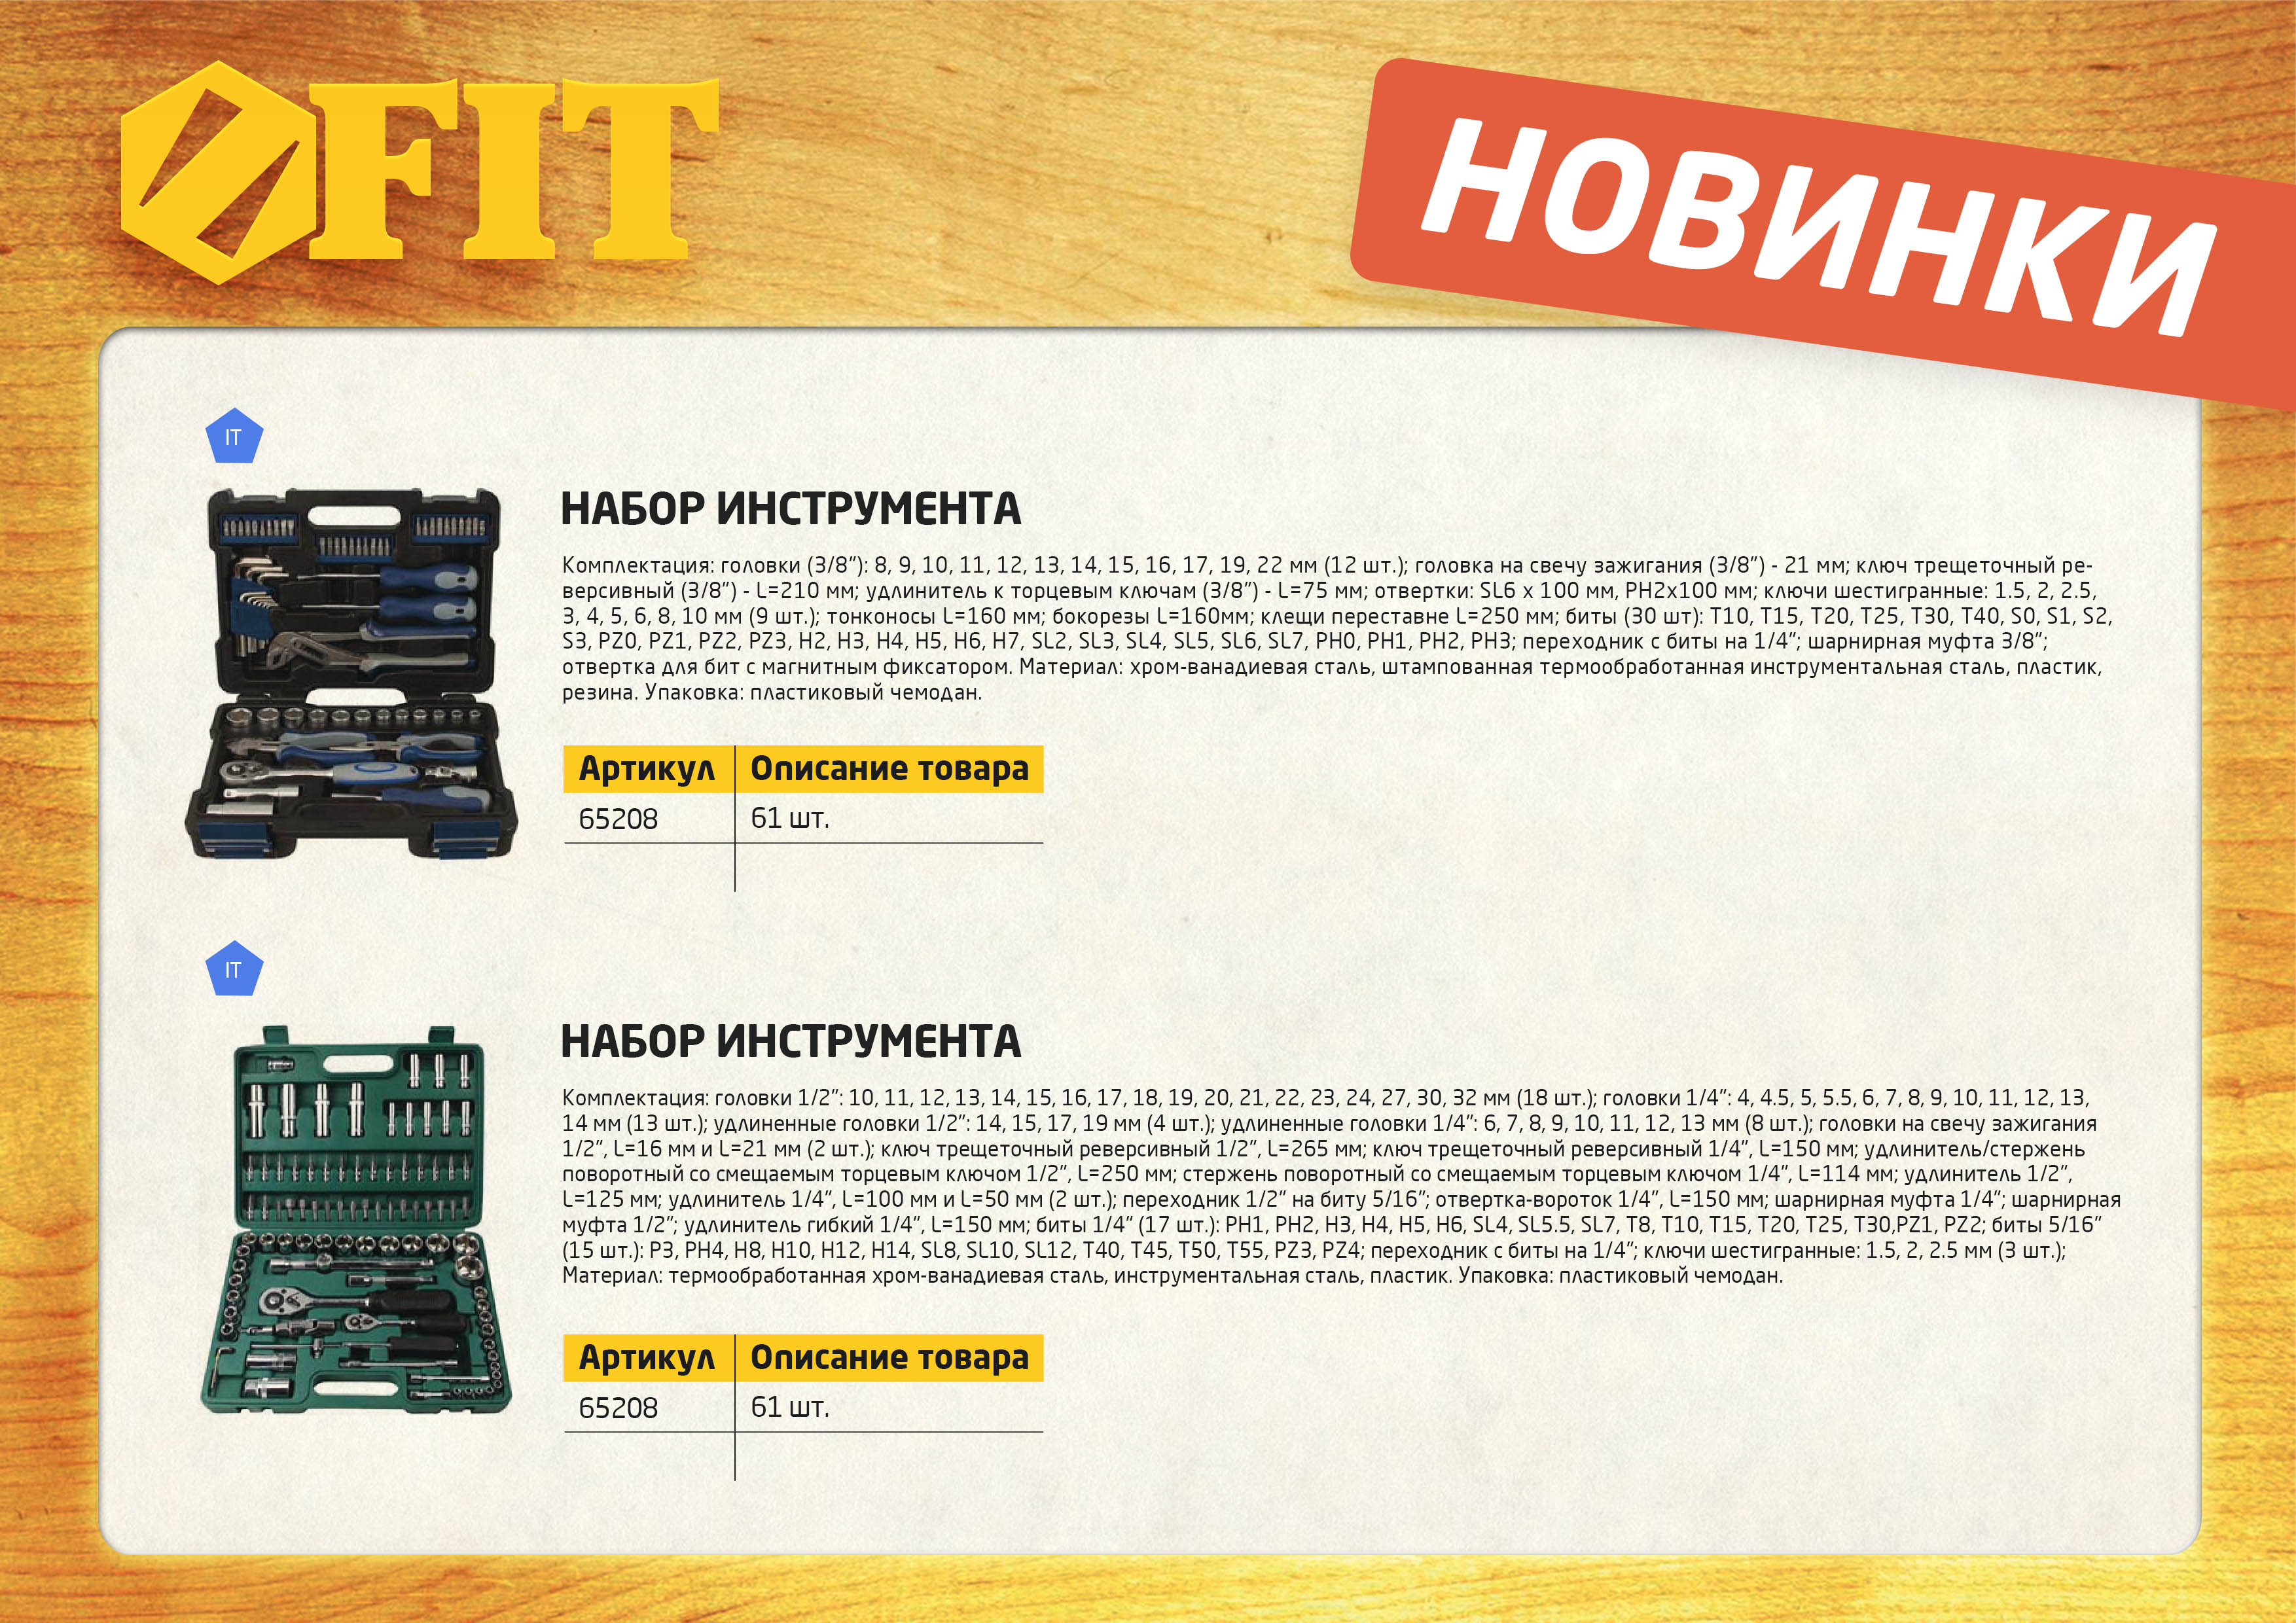 FIT
НОВИНКИ
IT
НАБОР ИНСТРУМЕНТА
Комплектация: головки (3/8”): 8, 9, 10, 11, 12, 13, 14, 15, 16, 17, 19, 22 мм (12 шт.); головка на свечу зажигания (3/8”) - 21 мм; ключ трещеточный ре-
версивный (3/8”) - L=210 мм; удлинитель к торцевым ключам (3/8”) - L=75 мм; отвертки: SL6 x 100 мм, PH2x100 мм; ключи шестигранные: 1.5, 2, 2.5,
3, 4, 5, 6, 8, 10 мм (9 шт.); тонконосы L=160 мм; бокорезы L=160мм; клещи переставне L=250 мм; биты (30 шт): T10, T15, T20, T25, T30, T40, S0, S1, S2,
S3, PZ0, PZ1, PZ2, PZ3, H2, H3, H4, H5, H6, H7, SL2, SL3, SL4, SL5, SL6, SL7, PH0, PH1, PH2, PH3; переходник с биты на 1/4”; шарнирная муфта 3/8”;
отвертка для бит с магнитным фиксатором. Материал: хром-ванадиевая сталь, штампованная термообработанная инструментальная сталь, пластик,
резина. Упаковка: пластиковый чемодан.
Артикул Описание товара
65208 61 шт.
IT
НАБОР ИНСТРУМЕНТА
Комплектация: головки 1/2”: 10, 11, 12, 13, 14, 15, 16, 17, 18, 19, 20, 21, 22, 23, 24, 27, 30, 32 мм (18 шт.); головки 1/4”: 4, 4.5, 5, 5.5, 6, 7, 8, 9, 10, 11, 12, 13,
14 мм (13 шт.); удлиненные головки 1/2”: 14, 15, 17, 19 мм (4 шт.); удлиненные головки 1/4”: 6, 7, 8, 9, 10, 11, 12, 13 мм (8 шт.); головки на свечу зажигания
1/2”, L=16 мм и L=21 мм (2 шт.); ключ трещеточный реверсивный 1/2”, L=265 мм; ключ трещеточный реверсивный 1/4”, L=150 мм; удлинитель/стержень
поворотный со смещаемым торцевым ключом 1/2”, L=250 мм; стержень поворотный со смещаемым торцевым ключом 1/4”, L=114 мм; удлинитель 1/2”,
L=125 мм; удлинитель 1/4”, L=100 мм и L=50 мм (2 шт.); переходник 1/2” на биту 5/16”; отвертка-вороток 1/4”, L=150 мм; шарнирная муфта 1/4”; шарнирная
муфта 1/2”; удлинитель гибкий 1/4”, L=150 мм; биты 1/4” (17 шт.): PH1, PH2, H3, H4, H5, H6, SL4, SL5.5, SL7, T8, T10, T15, T20, T25, T30,PZ1, PZ2; биты 5/16”
(15 шт.): P3, PH4, H8, H10, H12, H14, SL8, SL10, SL12, T40, T45, T50, T55, PZ3, PZ4; переходник с биты на 1/4”; ключи шестигранные: 1.5, 2, 2.5 мм (3 шт.);
Материал: термообработанная хром-ванадиевая сталь, инструментальная сталь, пластик. Упаковка: пластиковый чемодан.
Артикул Описание товара
65208 61 шт.